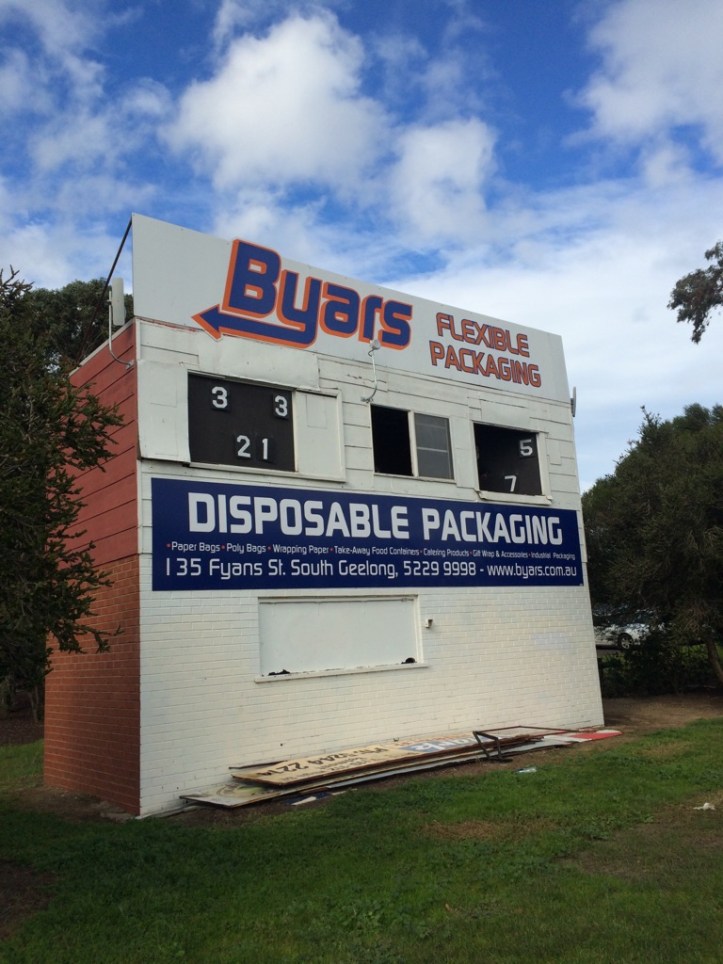 Byars
FLEXIBLE
PACKAGING
3 3
21
5
7
DISPOSABLE PACKAGING
• Paper Bags • Poly Bags • Wrapping Paper • Take-Away Food Containers • Catering Products • Gift Wrap & Accessories • Industrial Packaging
135 Fyans St. South Geelong, 5229 9998 - www.byars.com.au